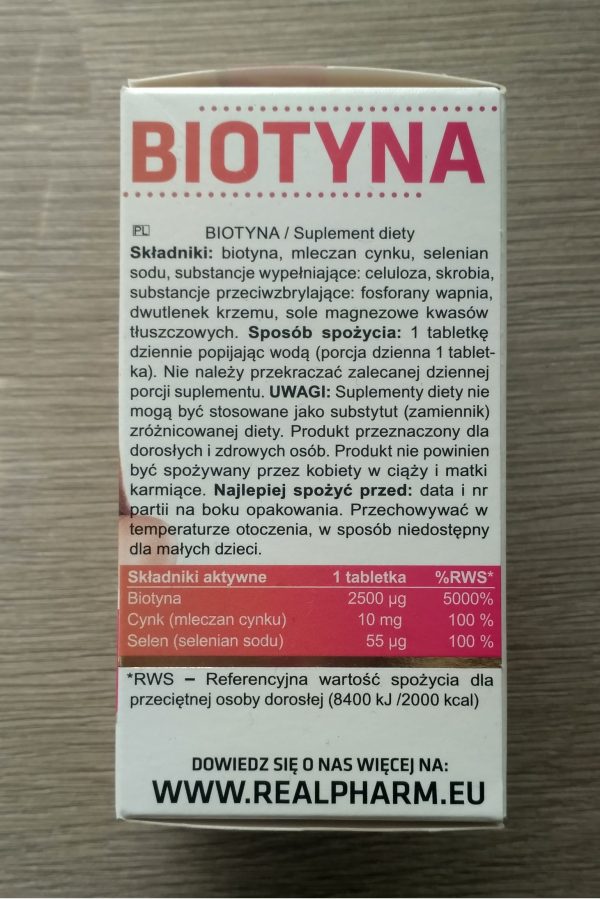 BIOTYNA
PL BIOTYNA / Suplement diety
Składniki: biotyna, mleczan cynku, selenian
sodu, substancje wypełniające: celuloza, skrobia,
substancje przeciwzbrylające: fosforany wapnia,
dwutlenek krzemu, sole magnezowe kwasów
tłuszczowych. Sposób spożycia: 1 tabletkę
dziennie popijając wodą (porcja dzienna 1 tablet-
ka). Nie należy przekraczać zalecanej dziennej
porcji suplementu. UWAGI: Suplementy diety nie
mogą być stosowane jako substytut (zamiennik)
zróżnicowanej diety. Produkt przeznaczony dla
dorosłych i zdrowych osób. Produkt nie powinien
być spożywany przez kobiety w ciąży i matki
karmiące. Najlepiej spożyć przed: data i nr
partii na boku opakowania. Przechowywać w
temperaturze otoczenia, w sposób niedostępny
dla małych dzieci.
Składniki aktywne 1 tabletka %RWS*
Biotyna 2500 µg 5000%
Cynk (mleczan cynku) 10 mg 100 %
Selen (selenian sodu) 55 µg 100 %
*RWS – Referencyjna wartość spożycia dla
przeciętnej osoby dorosłej (8400 kJ /2000 kcal)
DOWIEDZ SIĘ O NAS WIĘCEJ NA:
WWW.REALPHARM.EU